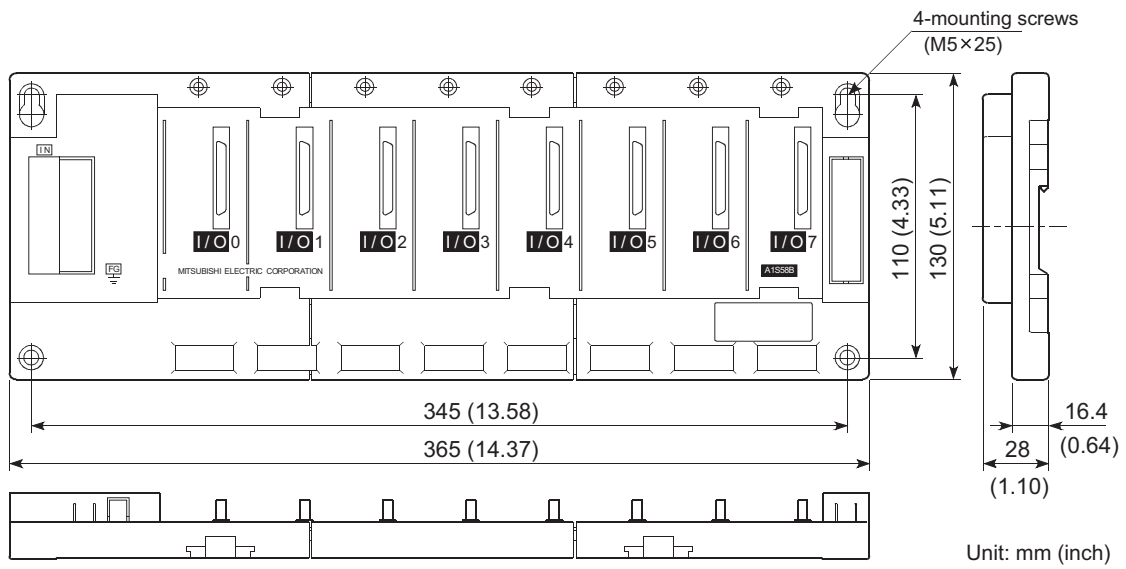 4-mounting screws
(M5×25)
IN
I/O0
I/O1
I/O2
I/O3
I/O4
I/O5
I/O6
I/O7
FG
MITSUBISHI ELECTRIC CORPORATION
A1S58B
110 (4.33)
130 (5.11)
345 (13.58)
365 (14.37)
16.4
(0.64)
28
(1.10)
Unit: mm (inch)